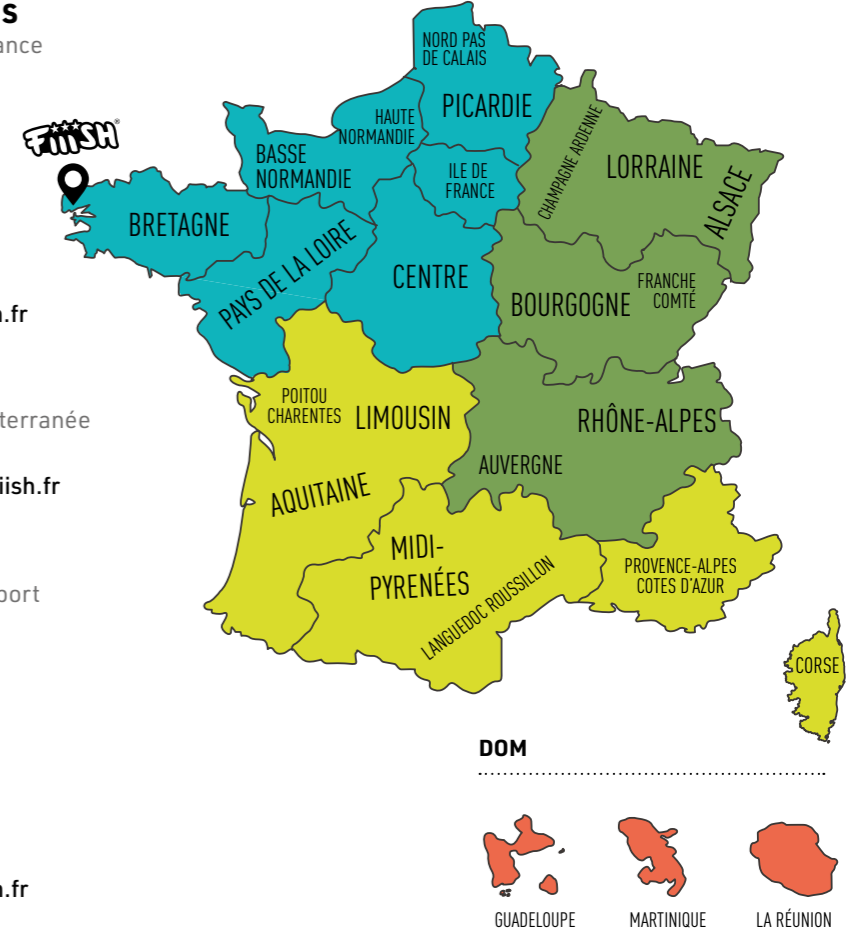 s
ance
NORD PAS
DE CALAIS
PICARDIE
HAUTE
NORMANDIE
FiiiSH®
BASSE
NORMANDIE
ILE DE
FRANCE
CHAMPAGNE ARDENNE
LORRAINE
ALSACE
BRETAGNE
PAYS DE LA LOIRE
CENTRE
BOURGOGNE
FRANCHE
COMTÉ
.fr
POITOU
CHARENTES
LIMOUSIN
RHÔNE-ALPES
terranée
AUVERGNE
iish.fr
AQUITAINE
MIDI-
PYRENÉES
LANGUEDOC ROUSSILLON
PROVENCE-ALPES
COTES D'AZUR
port
CORSE
DOM
n.fr
GUADELOUPE
MARTINIQUE
LA RÉUNION